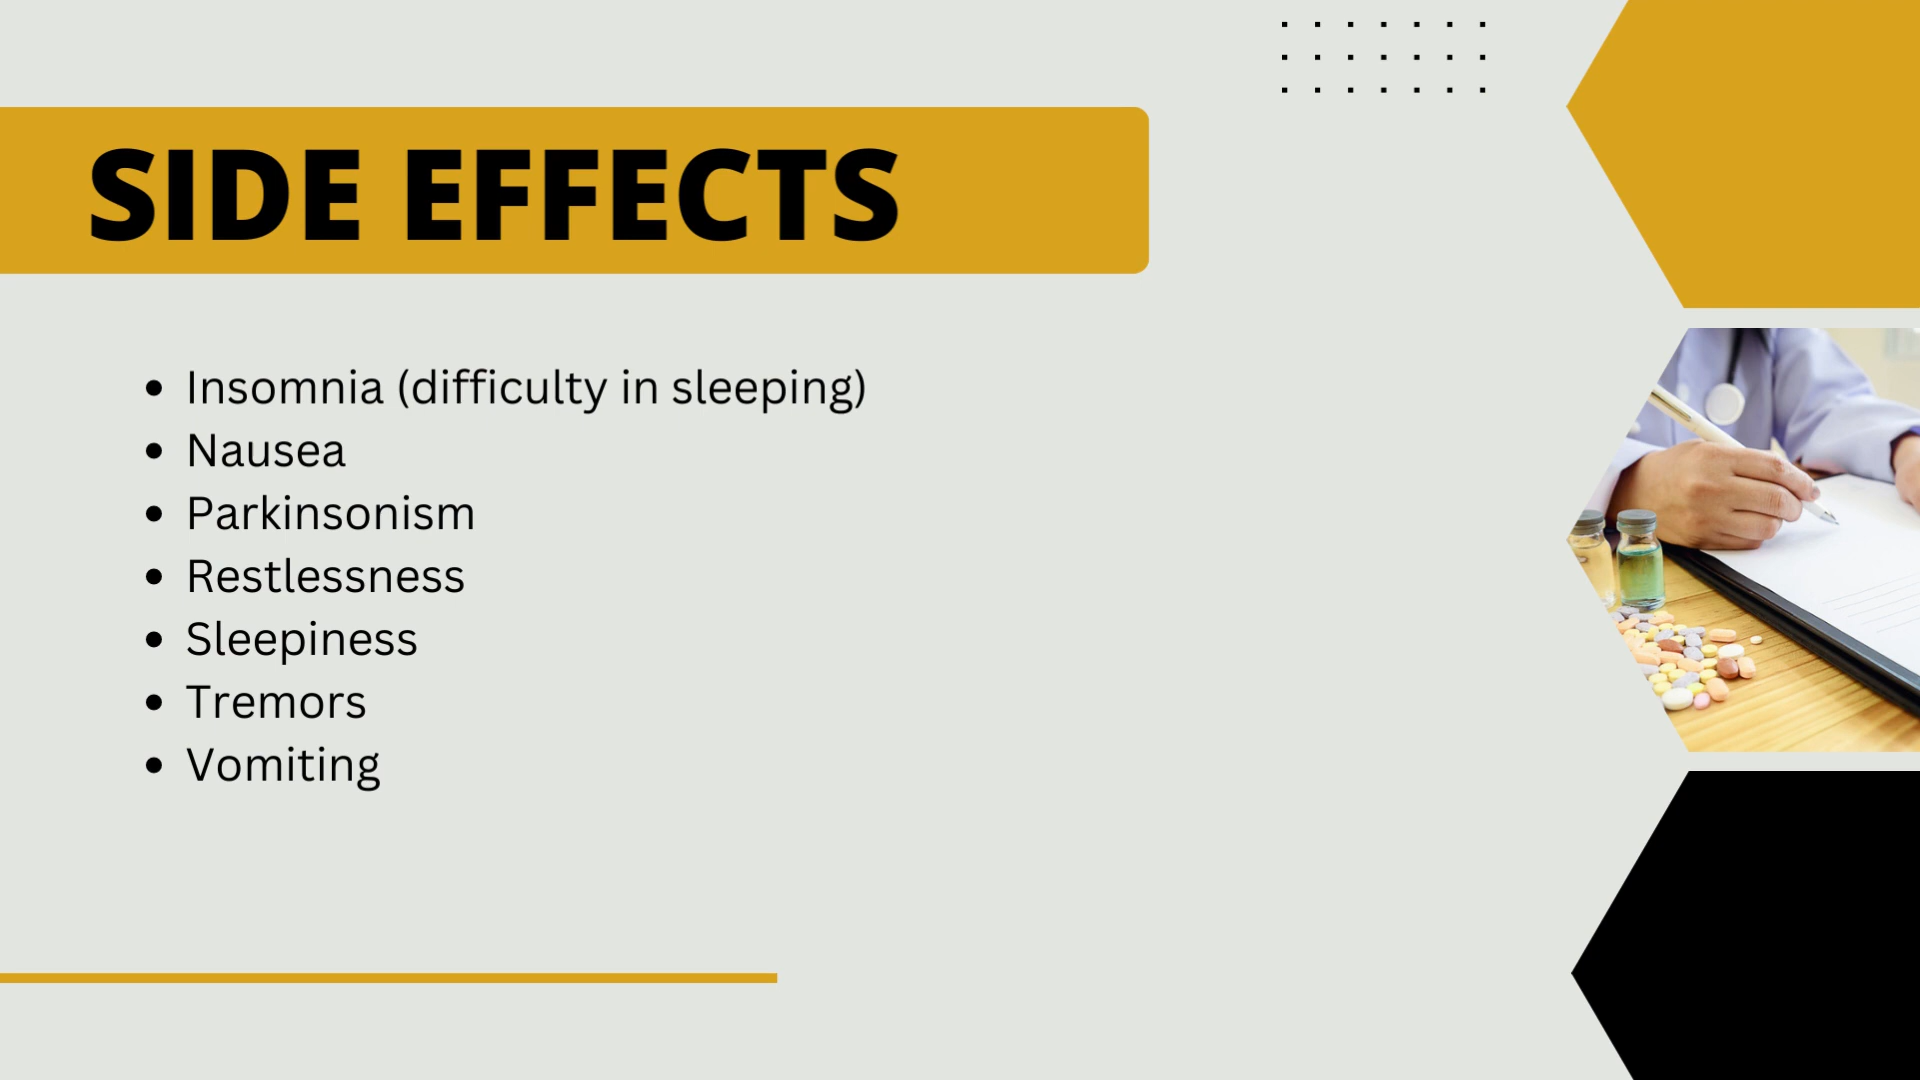 SIDE EFFECTS
• Insomnia (difficulty in sleeping)
• Nausea
• Parkinsonism
• Restlessness
• Sleepiness
• Tremors
• Vomiting